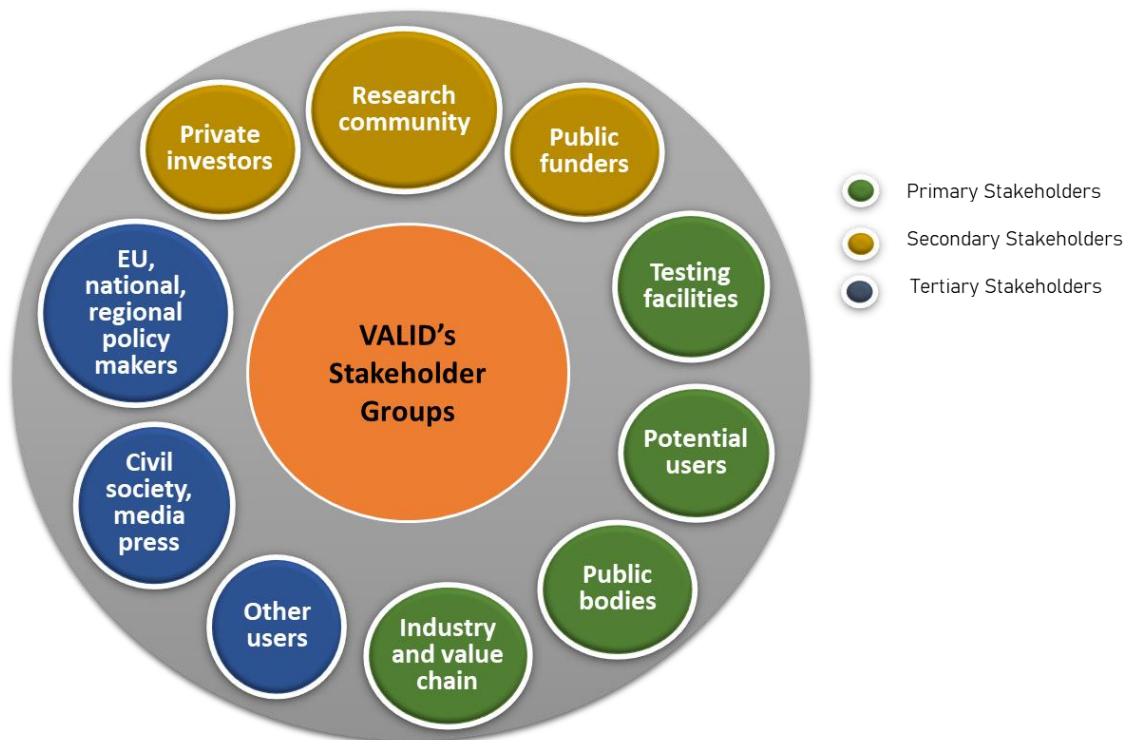 Research
community
Private
investors
Public
funders
EU,
national,
regional
policy
makers
Testing
facilities
VALID's
Stakeholder
Groups
Potential
users
Civil
society,
media
press
Public
bodies
Other
users
Industry
and value
chain
Primary Stakeholders
Secondary Stakeholders
Tertiary Stakeholders